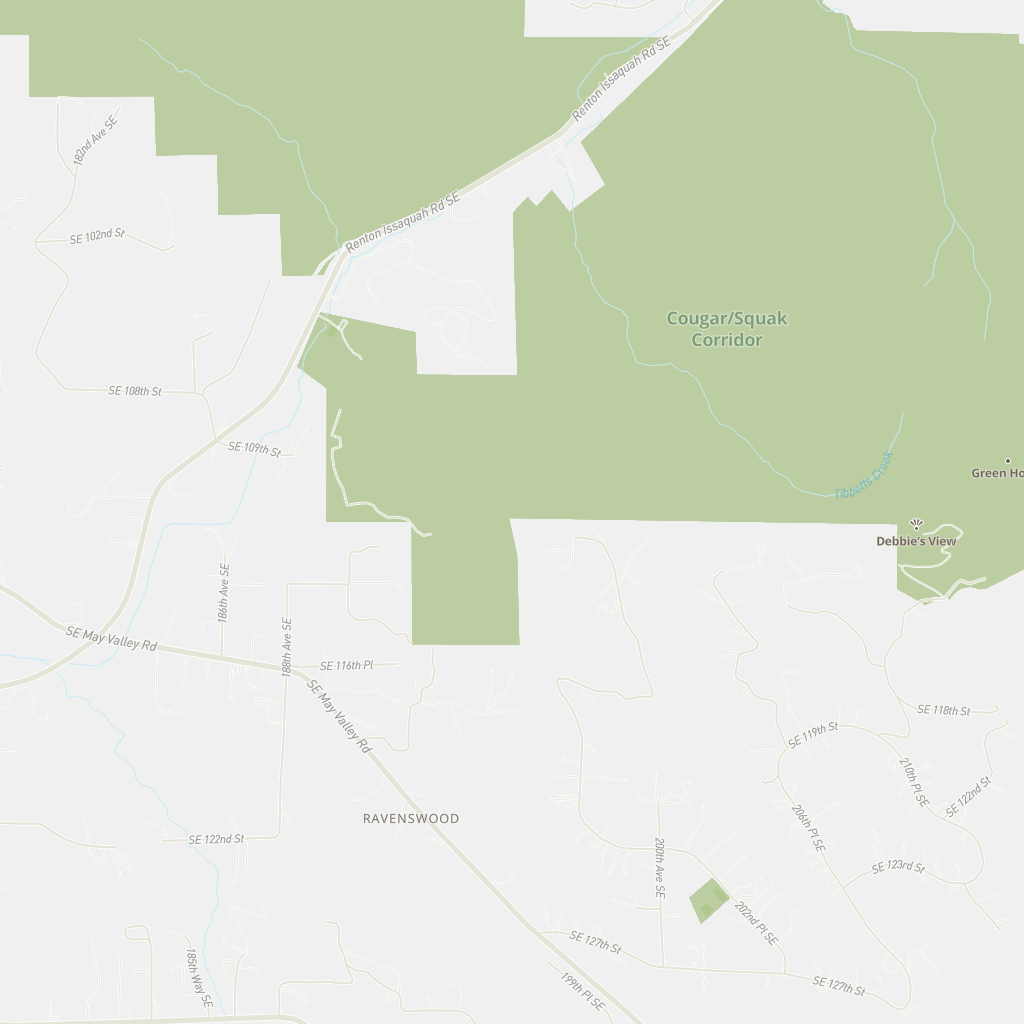 Renton Issaquah Rd SE
182nd Ave SE
Renton Issaquah Rd SE
SE 102nd St
Cougar/Squak
Corridor
SE 108th St
SE 109th St
Tibbetts Creek
Green Ho
Debbie's View
186th Ave SE
188th Ave SE
SE May Valley Rd
SE 116th Pl
SE May Valley Rd
SE 118th St
SE 119th St
210th Pl SE
SE 122nd St
RAVENSWOOD
206th Pl SE
SE 122nd St
200th Ave SE
SE 123rd St
202nd Pl SE
SE 127th St
185th Way SE
199th Pl SE
SE 127th St